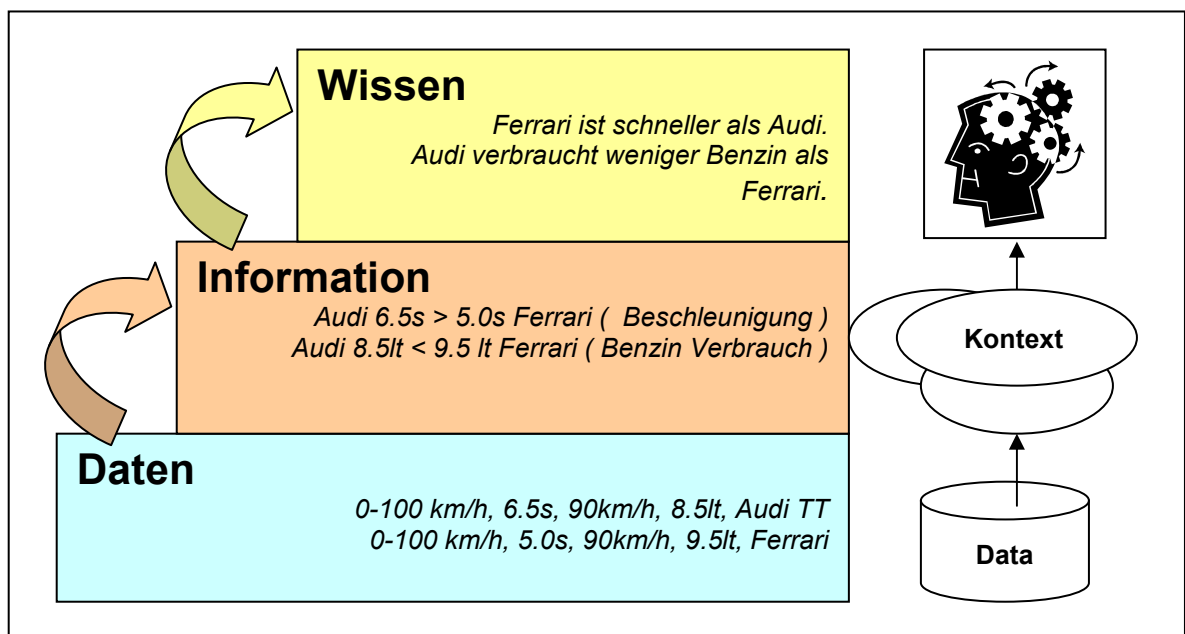 Wissen
Ferrari ist schneller als Audi.
Audi verbraucht weniger Benzin als
Ferrari.
Information
Audi 6.5s > 5.0s Ferrari ( Beschleunigung )
Audi 8.5lt < 9.5 lt Ferrari ( Benzin Verbrauch )
Daten
0-100 km/h, 6.5s, 90km/h, 8.5lt, Audi TT
0-100 km/h, 5.0s, 90km/h, 9.5lt, Ferrari
Kontext
Data